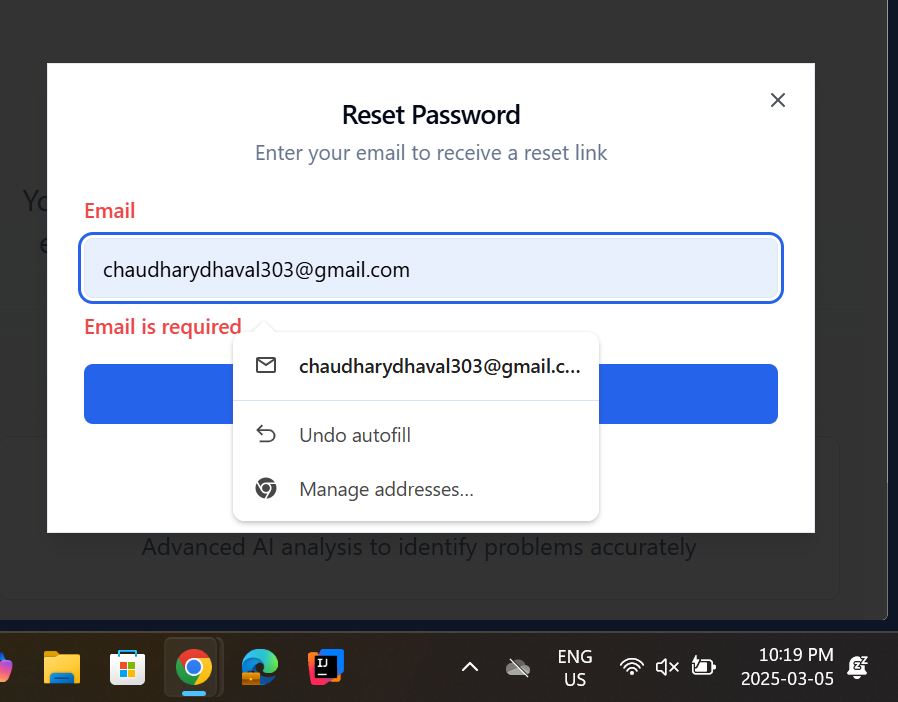 Reset Password
Enter your email to receive a reset link
Email
chaudharydhaval303@gmail.com
Email is required
chaudharydhaval303@gmail.c...
Undo autofill
Manage addresses...
Advanced AI analysis to identify problems accurately
IJ
ENG
US
10:19 PM
2025-03-05